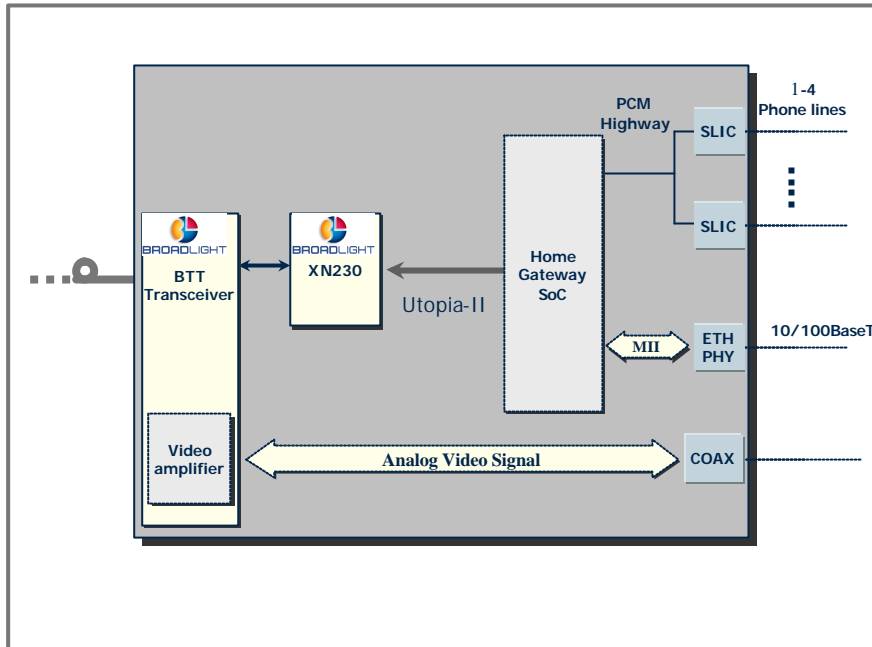 1-4
Phone lines
PCM
Highway
SLIC
SLIC
BROADLIGHT
BTT
Transceiver
BROADLIGHT
XN230
Utopia-II
Home
Gateway
SoC
10/100BaseT
MII
ETH
PHY
Video
amplifier
Analog Video Signal
COAX